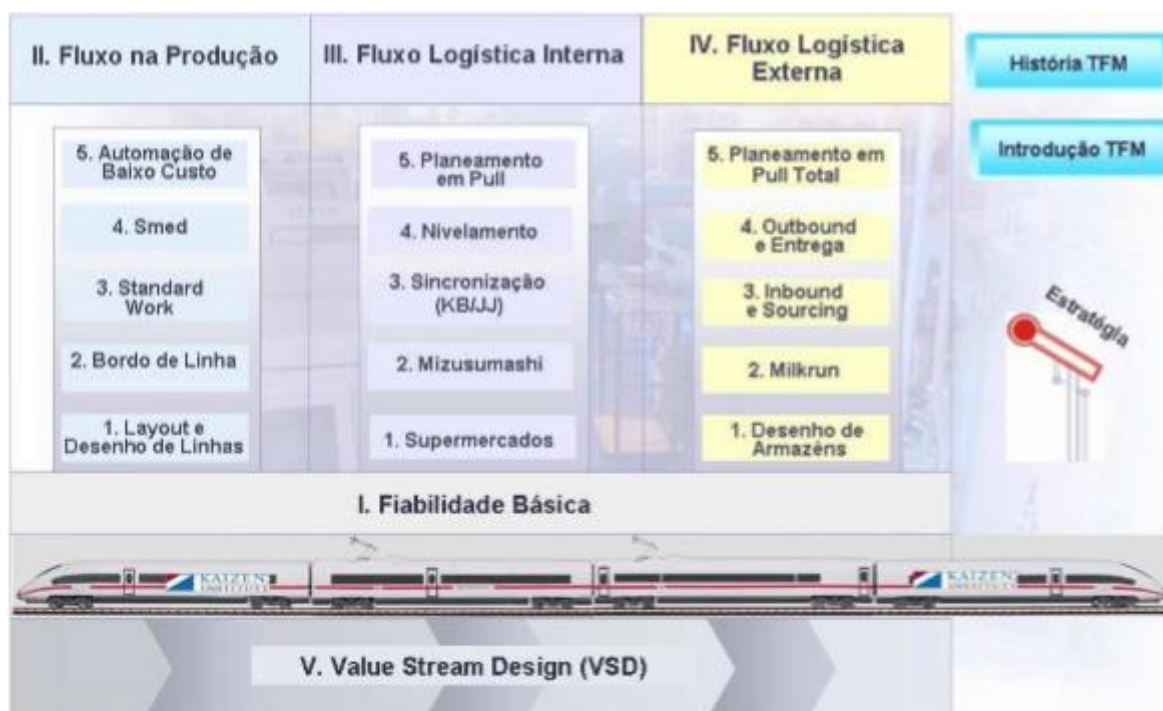 II. Fluxo na Produção
III. Fluxo Logística Interna
IV. Fluxo Logística
Externa
História TFM
Introdução TFM
5. Automação de
Baixo Custo
4. Smed
3. Standard
Work
2. Bordo de Linha
1. Layout e
Desenho de Linhas
5. Planeamento
em Pull
4. Nivelamento
3. Sincronização
(KB/JJ)
2. Mizusumashi
1. Supermercados
5. Planeamento em
Pull Total
4. Outbound
e Entrega
3. Inbound
e Sourcing
2. Milkrun
1. Desenho de
Armazéns
Estratégia
I. Fiabilidade Básica
KAIZEN
INSTITUTE
KAIZEN
INSTITUTE
V. Value Stream Design (VSD)